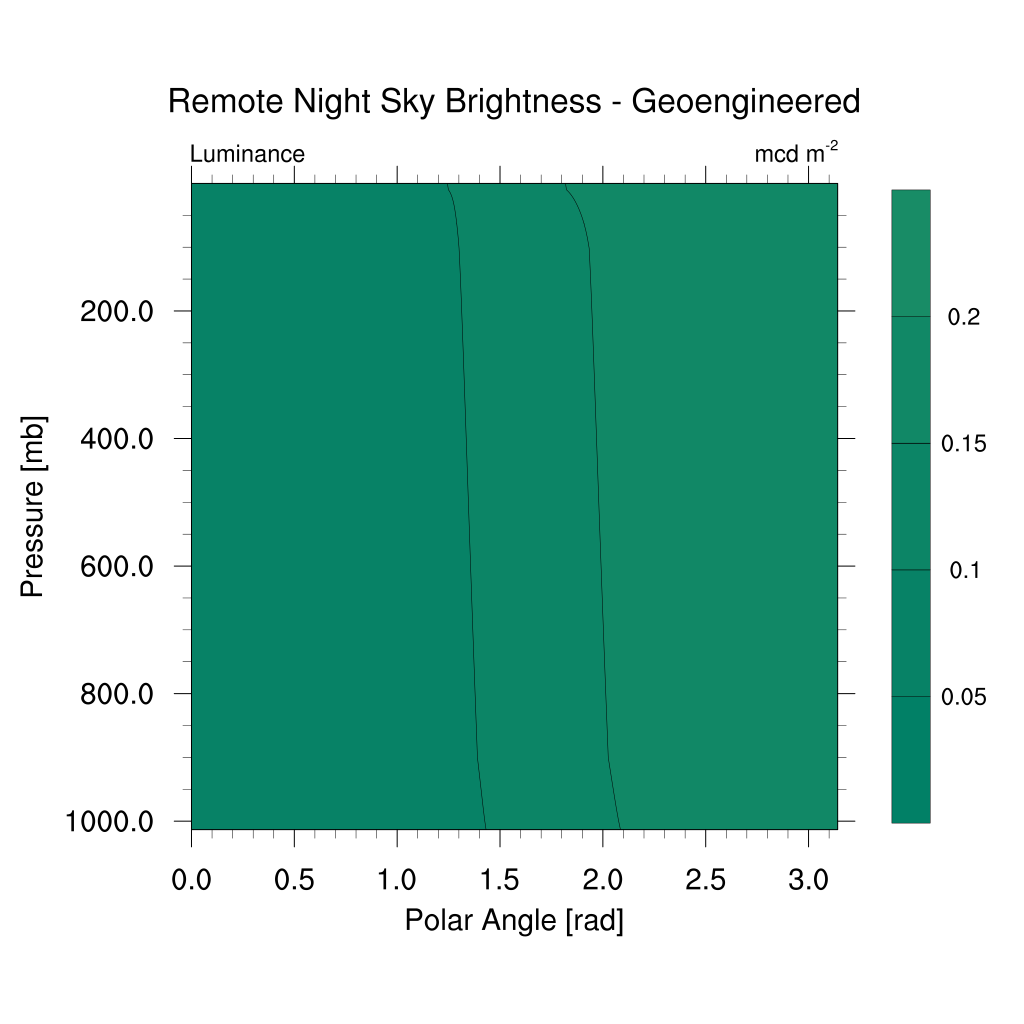 Remote Night Sky Brightness - Geoengineered
Luminance
mcd m⁻²
200.0
400.0
600.0
800.0
1000.0
Pressure [mb]
0.0 0.5 1.0 1.5 2.0 2.5 3.0
Polar Angle [rad]
0.2
0.15
0.1
0.05